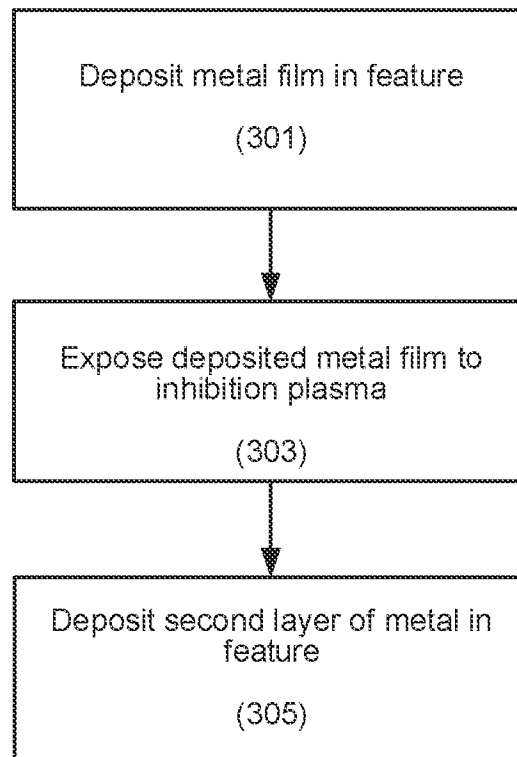 Deposit metal film in feature
(301)
Expose deposited metal film to
inhibition plasma
(303)
Deposit second layer of metal in
feature
(305)